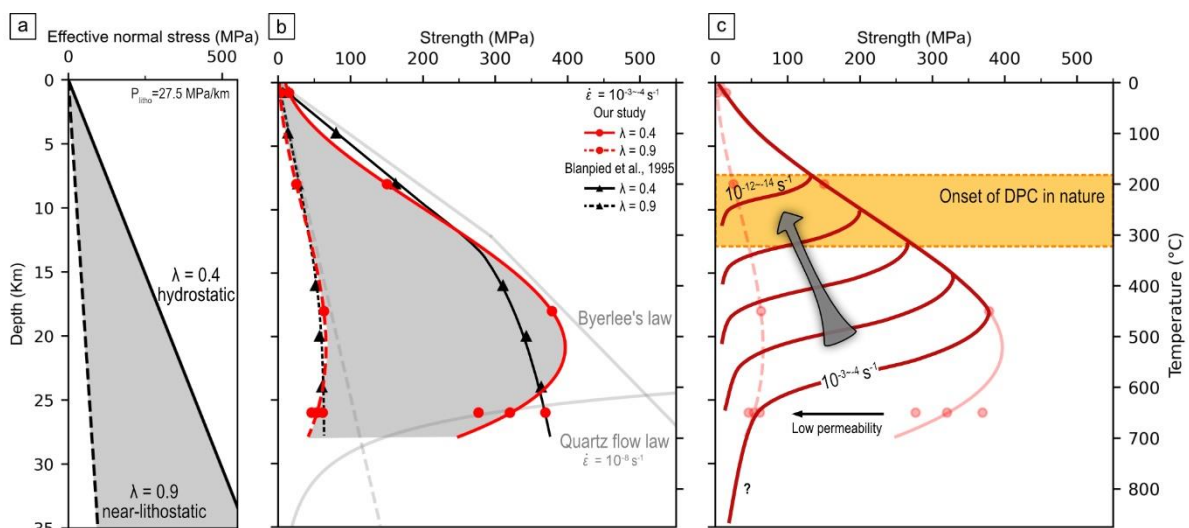 a
Effective normal stress (MPa)
0
500
0
5
10
15
20
25
30
35
Depth (Km)
P_litho=27.5 MPa/km
λ = 0.4
hydrostatic
λ = 0.9
near-lithostatic
b
Strength (MPa)
0
100
200
300
400
500
ε̇ = 10⁻³~⁻⁴ s⁻¹
Our study
λ = 0.4
λ = 0.9
Blanpied et al., 1995
λ = 0.4
λ = 0.9
Byerlee's law
Quartz flow law
ε̇ = 10⁻⁸ s⁻¹
c
Strength (MPa)
0
100
200
300
400
500
10⁻¹²~⁻¹⁴ s⁻¹
Onset of DPC in nature
10⁻³~⁻⁴ s⁻¹
Low permeability
?
0
100
200
300
400
500
600
700
800
Temperature (°C)